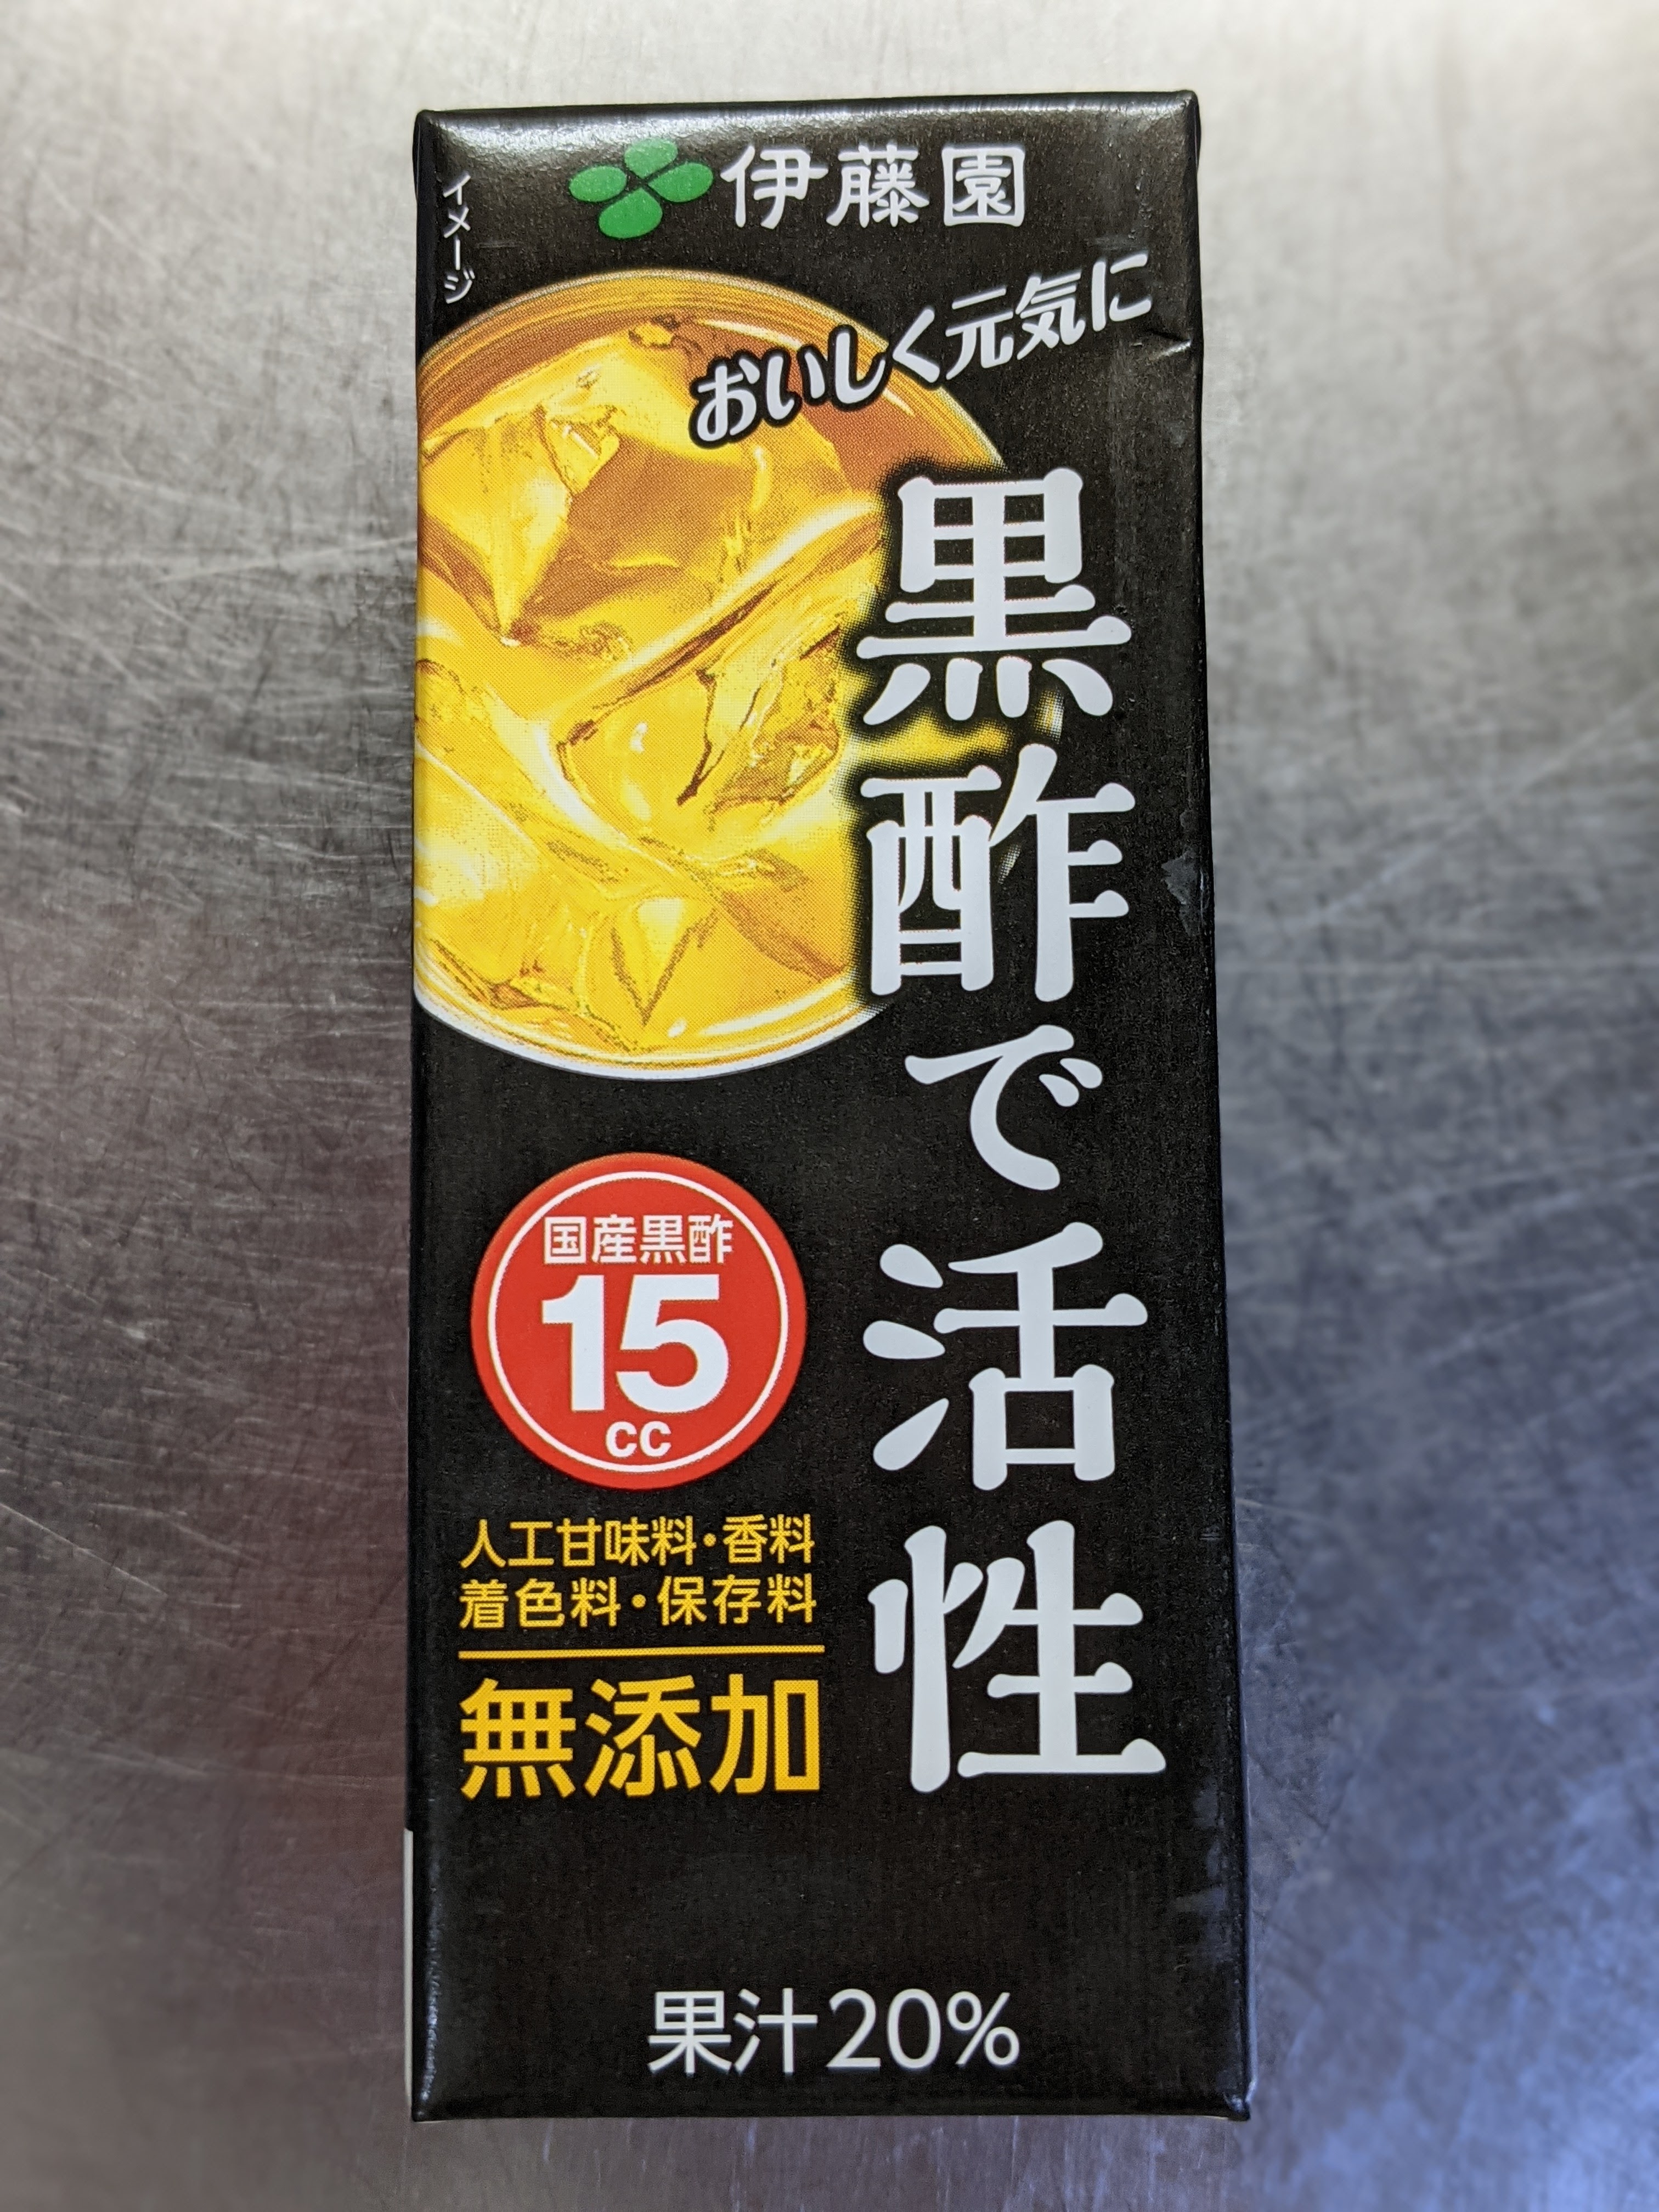 伊藤園
イメージ
おいしく元気に
黒酢で活性
国産黒酢
15
cc
人工甘味料・香料
着色料・保存料
無添加
果汁20%